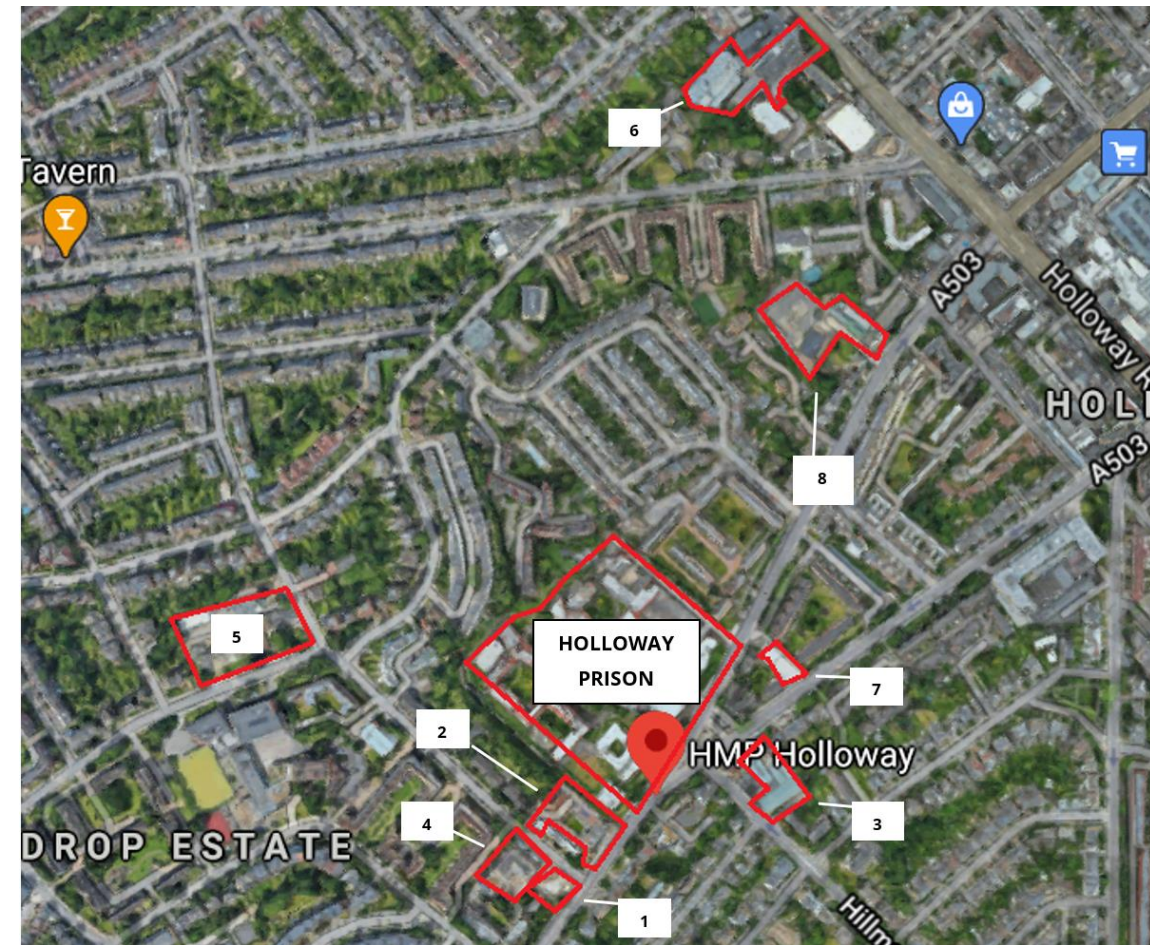 6
Tavern
A503
Holloway R
HOL
A503
8
5
HOLLOWAY
PRISON
7
2
HMP Holloway
4
3
DROP ESTATE
1
Hillm